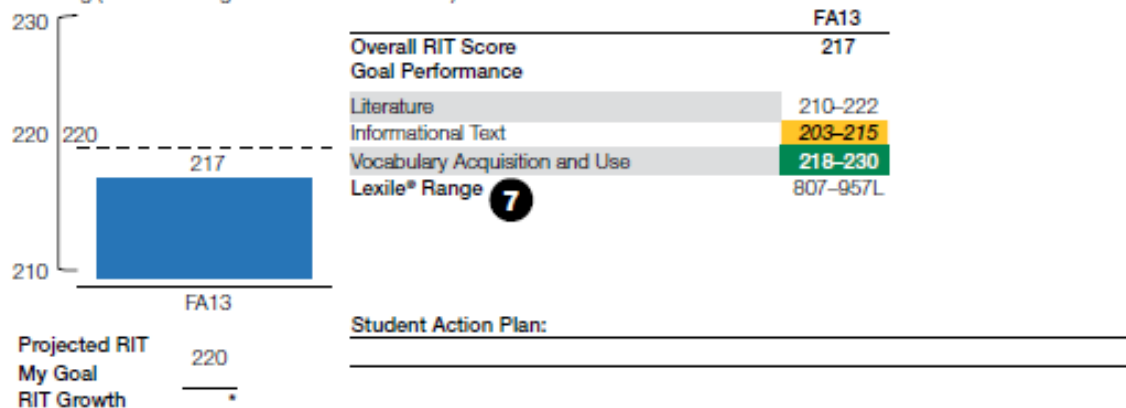 230
220 220
217
210
FA13
Projected RIT 220
My Goal
RIT Growth *
FA13
Overall RIT Score 217
Goal Performance
Literature 210–222
Informational Text 203–215
Vocabulary Acquisition and Use 218–230
Lexile® Range 7 807–957L
Student Action Plan: